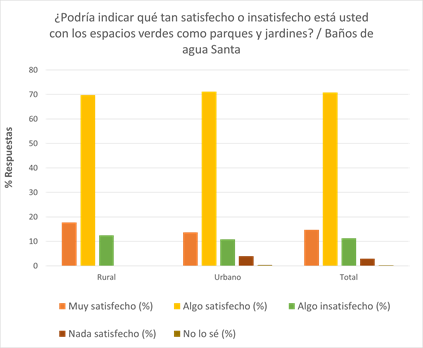 ¿Podría indicar qué tan satisfecho o insatisfecho está usted
con los espacios verdes como parques y jardines? / Baños de
agua Santa
80
70
60
50
40
30
20
10
0
% Respuestas
Rural Urbano Total
Muy satisfecho (%) Algo satisfecho (%) Algo insatisfecho (%)
Nada satisfecho (%) No lo sé (%)